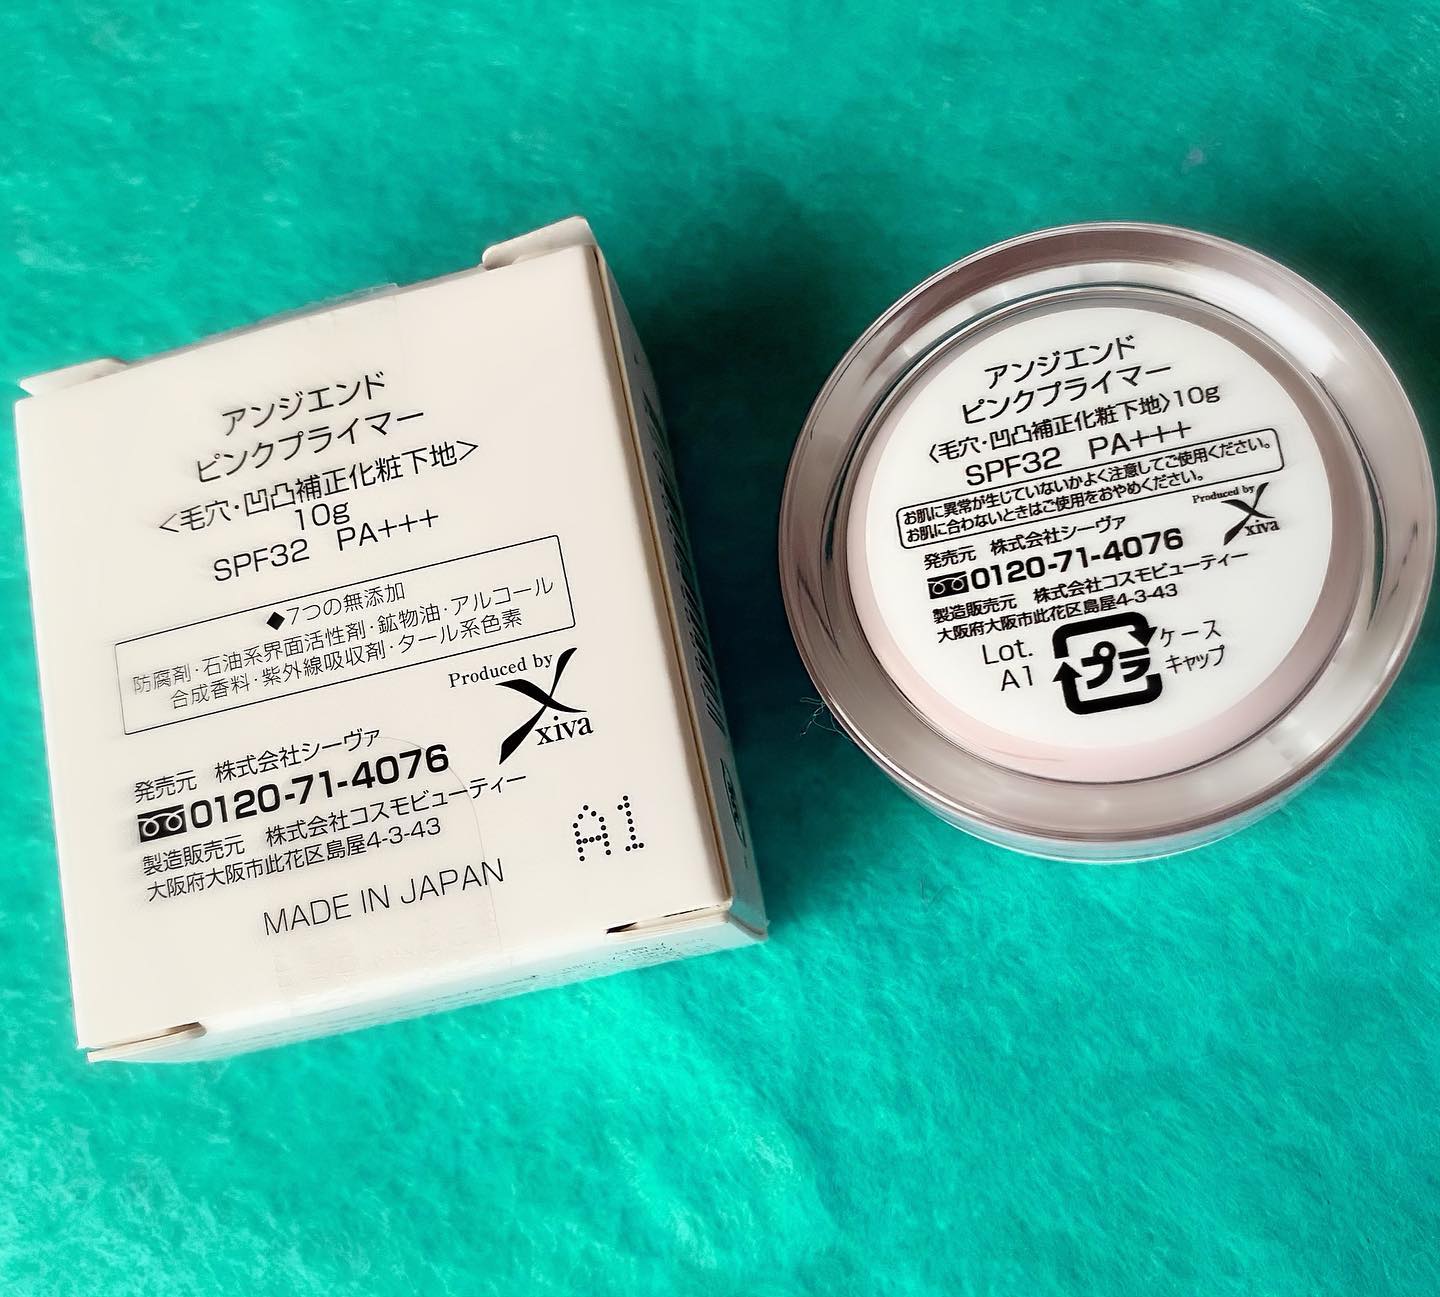 アンジエンド
ピンクプライマー
<毛穴・凹凸補正化粧下地>
10g
SPF32 PA+++
◆7つの無添加
防腐剤・石油系界面活性剤・鉱物油・アルコール
合成香料・紫外線吸収剤・タール系色素
Produced by
xiva
発売元 株式会社シーヴァ
0120-71-4076
製造販売元 株式会社コスモビューティー
大阪府大阪市此花区島屋4-3-43
A1
MADE IN JAPAN
アンジエンド
ピンクプライマー
<毛穴・凹凸補正化粧下地>10g
SPF32 PA+++
お肌に異常が生じていないかよく注意してご使用ください。
お肌に合わないときはご使用をおやめください。
Produced by
xiva
発売元 株式会社シーヴァ
0120-71-4076
製造販売元 株式会社コスモビューティー
大阪府大阪市此花区島屋4-3-43
Lot.
A1
プラ
ケース
キャップ